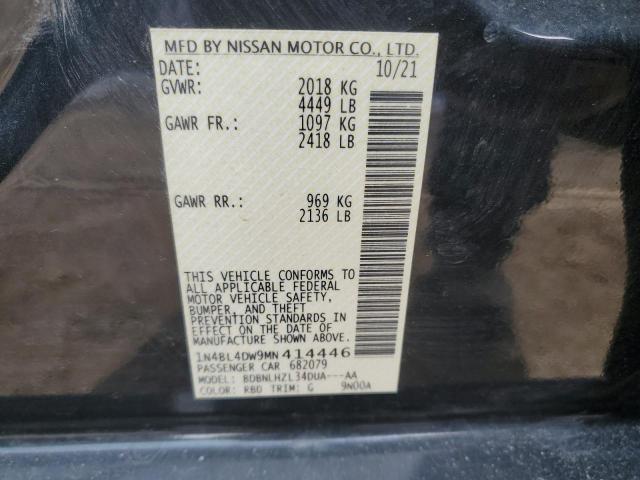 MFD BY NISSAN MOTOR CO., LTD.
DATE: 10/21
GVWR: 2018 KG
4449 LB
GAWR FR.: 1097 KG
2418 LB
GAWR RR.: 969 KG
2136 LB
THIS VEHICLE CONFORMS TO
ALL APPLICABLE FEDERAL
MOTOR VEHICLE SAFETY,
BUMPER, AND THEFT
PREVENTION STANDARDS IN
EFFECT ON THE DATE OF
MANUFACTURE SHOWN ABOVE.
1N4BL4DW9MN414446
PASSENGER CAR 682079
MODEL: BDBNLHZL34DUA---AA
COLOR: RBD TRIM: G 9N00A